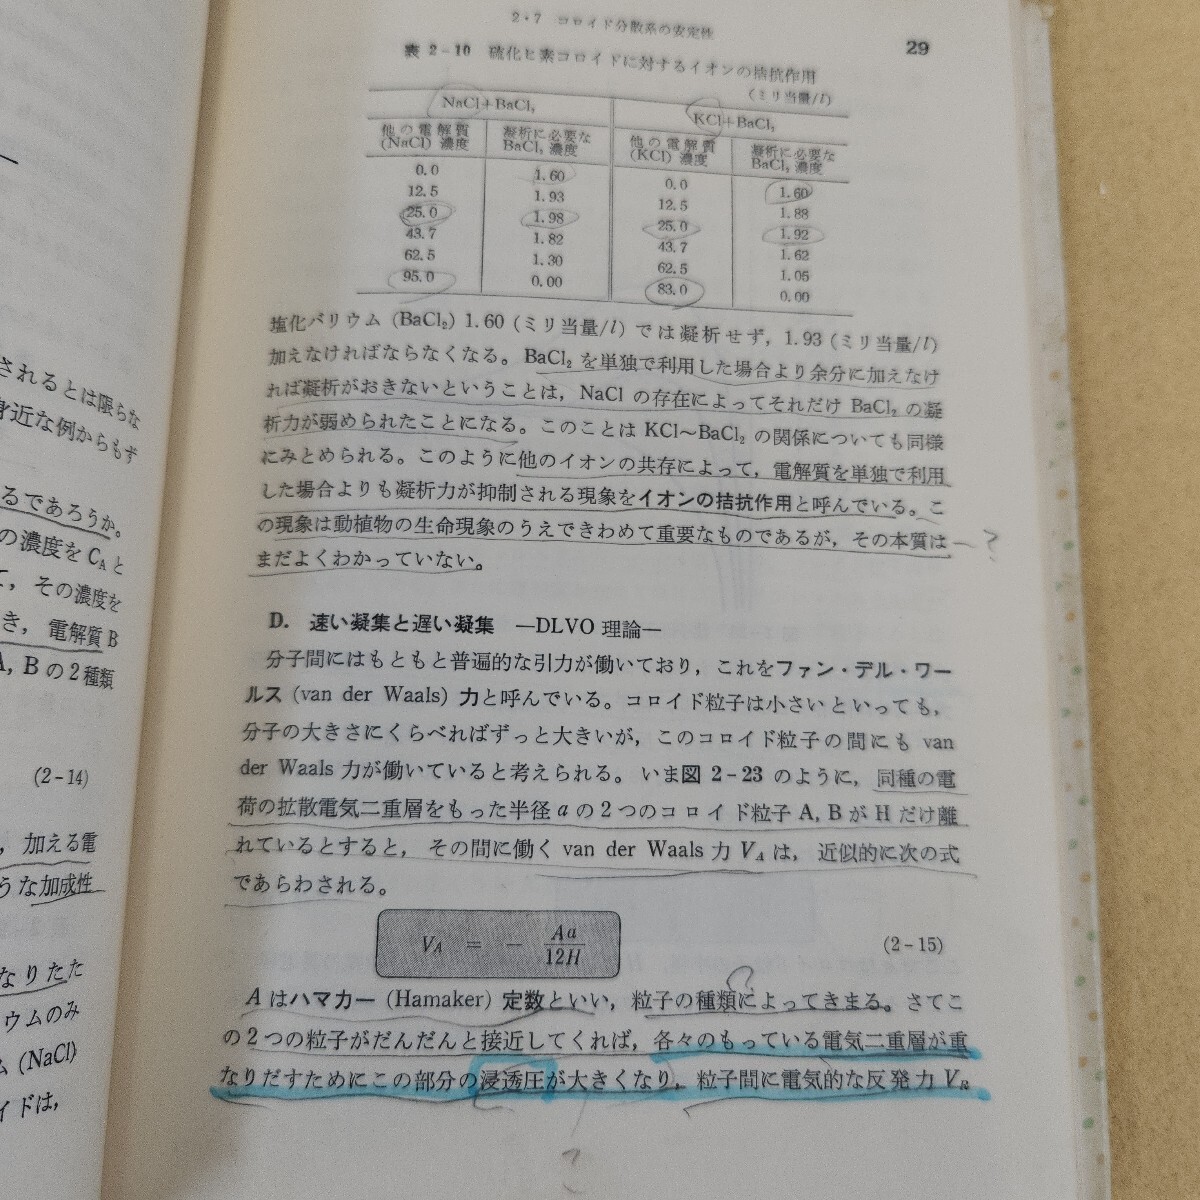 2・7 コロイド分散系の安定性
29
表 2-10 硫化ヒ素コロイドに対するイオンの拮抗作用
(ミリ当量/l)
NaCl+BaCl₂ KCl+BaCl₂
他の電解質 (NaCl) 濃度 凝析に必要な BaCl₂ 濃度 他の電解質 (KCl) 濃度 凝析に必要な BaCl₂ 濃度
0.0 1.60 0.0 1.60
12.5 1.93 12.5 1.88
25.0 1.98 25.0 1.92
43.7 1.82 43.7 1.62
62.5 1.30 62.5 1.05
95.0 0.00 83.0 0.00
塩化バリウム (BaCl₂) 1.60 (ミリ当量/l) では凝析せず, 1.93 (ミリ当量/l)
加えなければならなくなる。BaCl₂ を単独で利用した場合より余分に加えなけ
れば凝析がおきないということは, NaCl の存在によってそれだけ BaCl₂ の凝
析力が弱められたことになる。このことは KCl～BaCl₂ の関係についても同様
にみとめられる。このように他のイオンの共存によって, 電解質を単独で利用
した場合よりも凝析力が抑制される現象をイオンの拮抗作用と呼んでいる。こ
の現象は動植物の生命現象のうえできわめて重要なものであるが, その本質は
?
まだよくわかっていない。
D. 速い凝集と遅い凝集 —DLVO 理論—
分子間にはもともと普遍的な引力が働いており, これをファン・デル・ワー
ルス (van der Waals) 力と呼んでいる。コロイド粒子は小さいといっても,
分子の大きさにくらべればずっと大きいが, このコロイド粒子の間にも van
der Waals 力が働いていると考えられる。いま図 2-23 のように, 同種の電
荷の拡散電気二重層をもった半径 a の2つのコロイド粒子 A, B が H だけ離
れているとすると, その間に働く van der Waals 力 V_A は, 近似的に次の式
であらわされる。
V_A = - Aa/12H (2-15)
?
A はハマカー (Hamaker) 定数といい, 粒子の種類によってきまる。さてこ
の2つの粒子がだんだんと接近してくれば, 各々のもっている電気二重層が重
なりだすためにこの部分の浸透圧が大きくなり, 粒子間に電気的な反発力 V_R
?
されるとは限らな
身近な例からもず
るであろうか。
の濃度を C_A と
て, その濃度を
き, 電解質 B
A, B の2種類
(2-14)
, 加える電
うな加成性
なりたた
ウムのみ
ム (NaCl)
イドは,